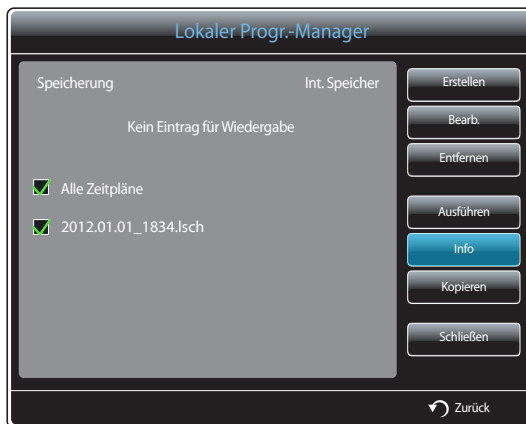 Lokaler Progr.-Manager
Speicherung Int. Speicher
Kein Eintrag für Wiedergabe
Alle Zeitpläne
2012.01.01_1834.lsch
Erstellen
Bearb.
Entfernen
Ausführen
Info
Kopieren
Schließen
Zurück